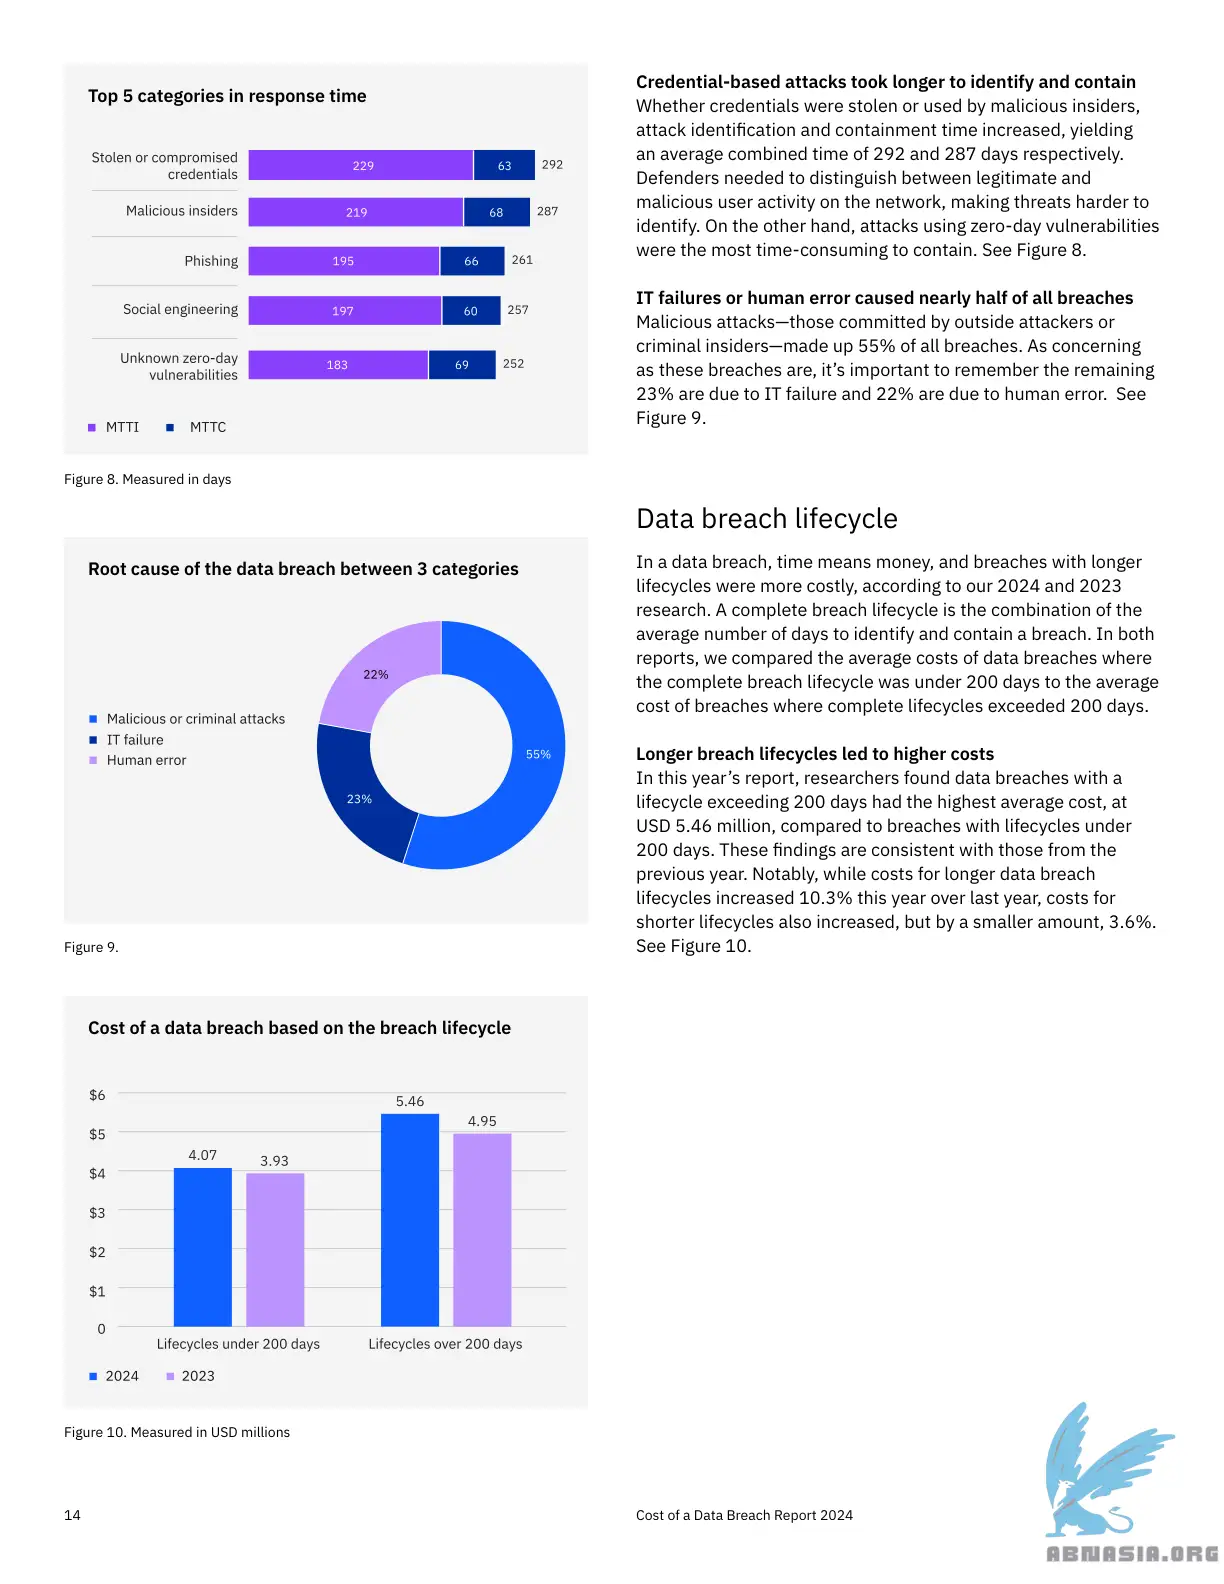 Top 5 categories in response time
Stolen or compromised
credentials
229
63
292
Malicious insiders
219
68
287
Phishing
195
66
261
Social engineering
197
60
257
Unknown zero-day
vulnerabilities
183
69
252
MTTI
MTTC
Figure 8. Measured in days
Root cause of the data breach between 3 categories
22%
55%
23%
Malicious or criminal attacks
IT failure
Human error
Figure 9.
Cost of a data breach based on the breach lifecycle
$6
$5
$4
$3
$2
$1
0
4.07
3.93
5.46
4.95
Lifecycles under 200 days
Lifecycles over 200 days
2024
2023
Figure 10. Measured in USD millions
Credential-based attacks took longer to identify and contain
Whether credentials were stolen or used by malicious insiders,
attack identification and containment time increased, yielding
an average combined time of 292 and 287 days respectively.
Defenders needed to distinguish between legitimate and
malicious user activity on the network, making threats harder to
identify. On the other hand, attacks using zero-day vulnerabilities
were the most time-consuming to contain. See Figure 8.
IT failures or human error caused nearly half of all breaches
Malicious attacks—those committed by outside attackers or
criminal insiders—made up 55% of all breaches. As concerning
as these breaches are, it’s important to remember the remaining
23% are due to IT failure and 22% are due to human error.  See
Figure 9.
Data breach lifecycle
In a data breach, time means money, and breaches with longer
lifecycles were more costly, according to our 2024 and 2023
research. A complete breach lifecycle is the combination of the
average number of days to identify and contain a breach. In both
reports, we compared the average costs of data breaches where
the complete breach lifecycle was under 200 days to the average
cost of breaches where complete lifecycles exceeded 200 days.
Longer breach lifecycles led to higher costs
In this year’s report, researchers found data breaches with a
lifecycle exceeding 200 days had the highest average cost, at
USD 5.46 million, compared to breaches with lifecycles under
200 days. These findings are consistent with those from the
previous year. Notably, while costs for longer data breach
lifecycles increased 10.3% this year over last year, costs for
shorter lifecycles also increased, but by a smaller amount, 3.6%.
See Figure 10.
14
Cost of a Data Breach Report 2024
ABNASIA.ORG